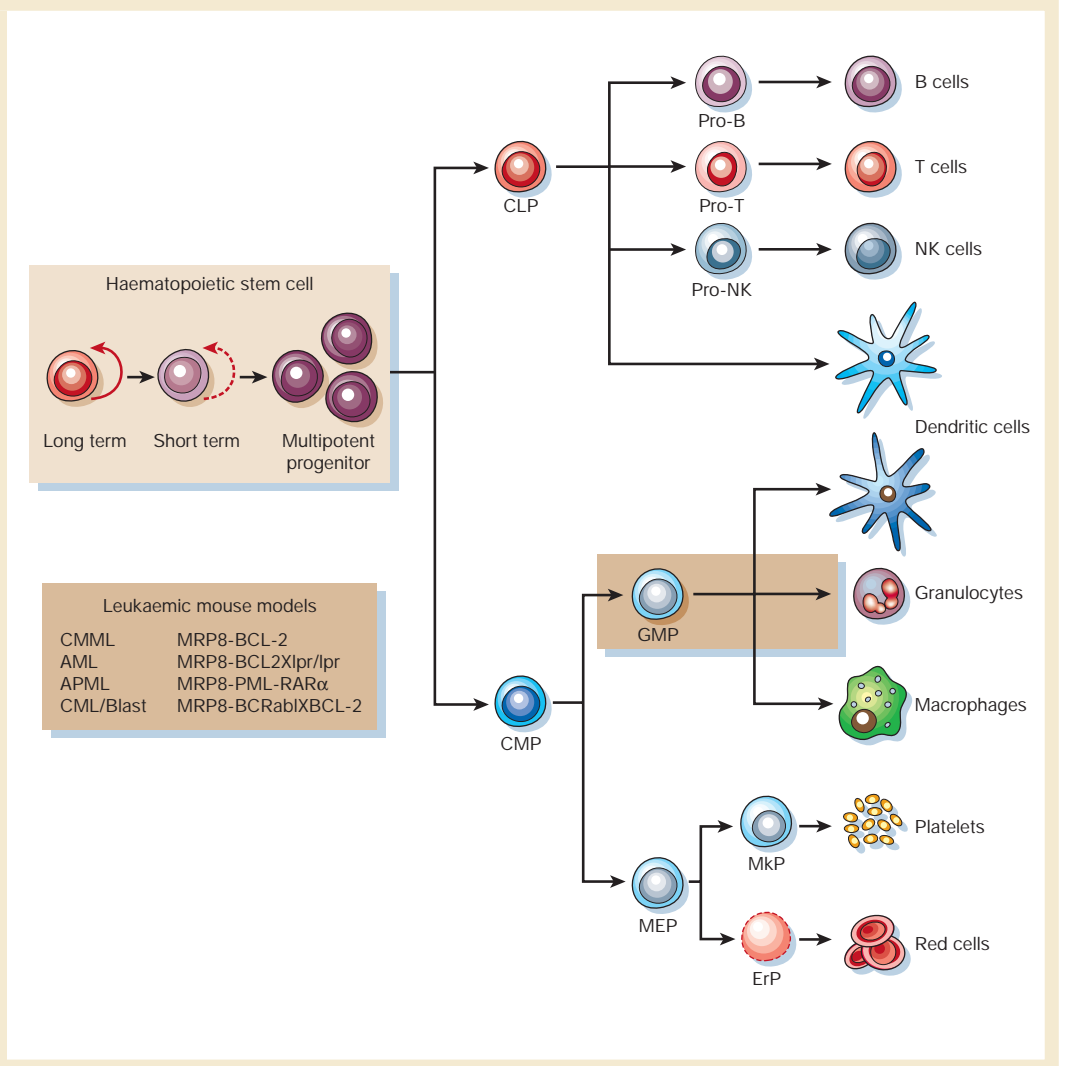 B cells
Pro-B
CLP
T cells
Pro-T
NK cells
Pro-NK
Haematopoietic stem cell
Long term
Short term
Multipotent
progenitor
Dendritic cells
Granulocytes
GMP
Leukaemic mouse models
CMML MRP8-BCL-2
AML MRP8-BCL2Xlpr/lpr
APML MRP8-PML-RARα
CML/Blast MRP8-BCRablXBCL-2
Macrophages
CMP
Platelets
MkP
MEP
Red cells
ErP